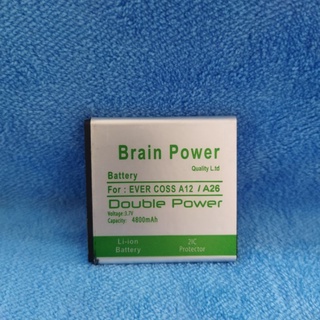 Brain Power
Quality L.td
Battery
For : EVER COSS A12 / A26
Double Power
Voltage: 3.7V
Capacity: 4800mAh
Li-ion
Battery
2IC
Protector